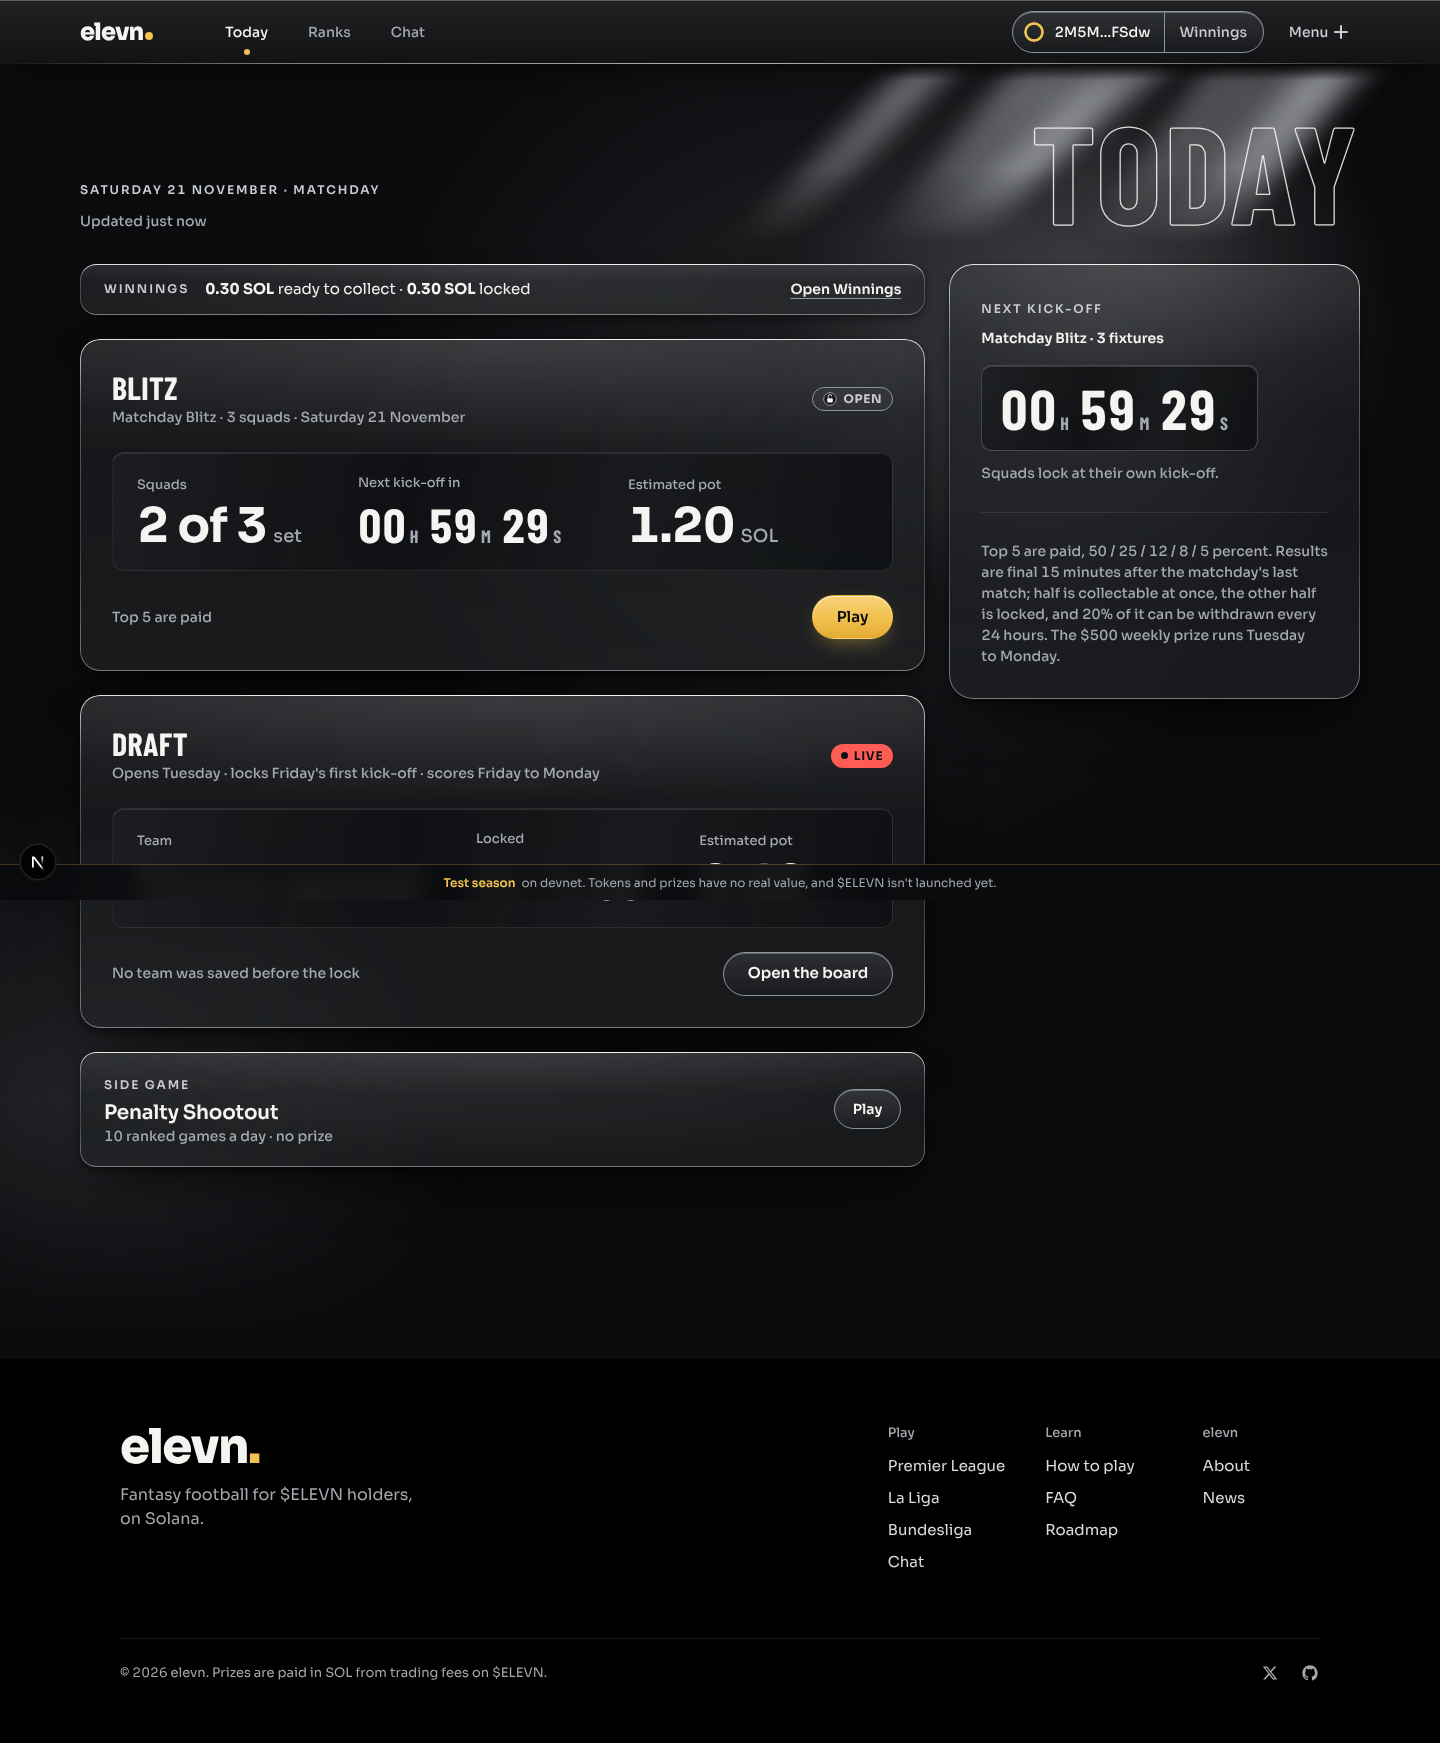 elevn.
Today
Ranks
Chat
2M5M...FSdw
Winnings
Menu
TODAY
SATURDAY 21 NOVEMBER · MATCHDAY
Updated just now
WINNINGS 0.30 SOL ready to collect · 0.30 SOL locked
Open Winnings
BLITZ
Matchday Blitz · 3 squads · Saturday 21 November
OPEN
Squads
2 of 3 set
Next kick-off in
00 H 59 M 29 S
Estimated pot
1.20 SOL
Top 5 are paid
Play
NEXT KICK-OFF
Matchday Blitz · 3 fixtures
00 H 59 M 29 S
Squads lock at their own kick-off.
Top 5 are paid, 50 / 25 / 12 / 8 / 5 percent. Results
are final 15 minutes after the matchday's last
match; half is collectable at once, the other half
is locked, and 20% of it can be withdrawn every
24 hours. The $500 weekly prize runs Tuesday
to Monday.
DRAFT
Opens Tuesday · locks Friday's first kick-off · scores Friday to Monday
LIVE
Team
Locked
Estimated pot
N
Test season on devnet. Tokens and prizes have no real value, and $ELEVN isn't launched yet.
No team was saved before the lock
Open the board
SIDE GAME
Penalty Shootout
10 ranked games a day · no prize
Play
elevn.
Fantasy football for $ELEVN holders,
on Solana.
Play
Premier League
La Liga
Bundesliga
Chat
Learn
How to play
FAQ
Roadmap
elevn
About
News
© 2026 elevn. Prizes are paid in SOL from trading fees on $ELEVN.